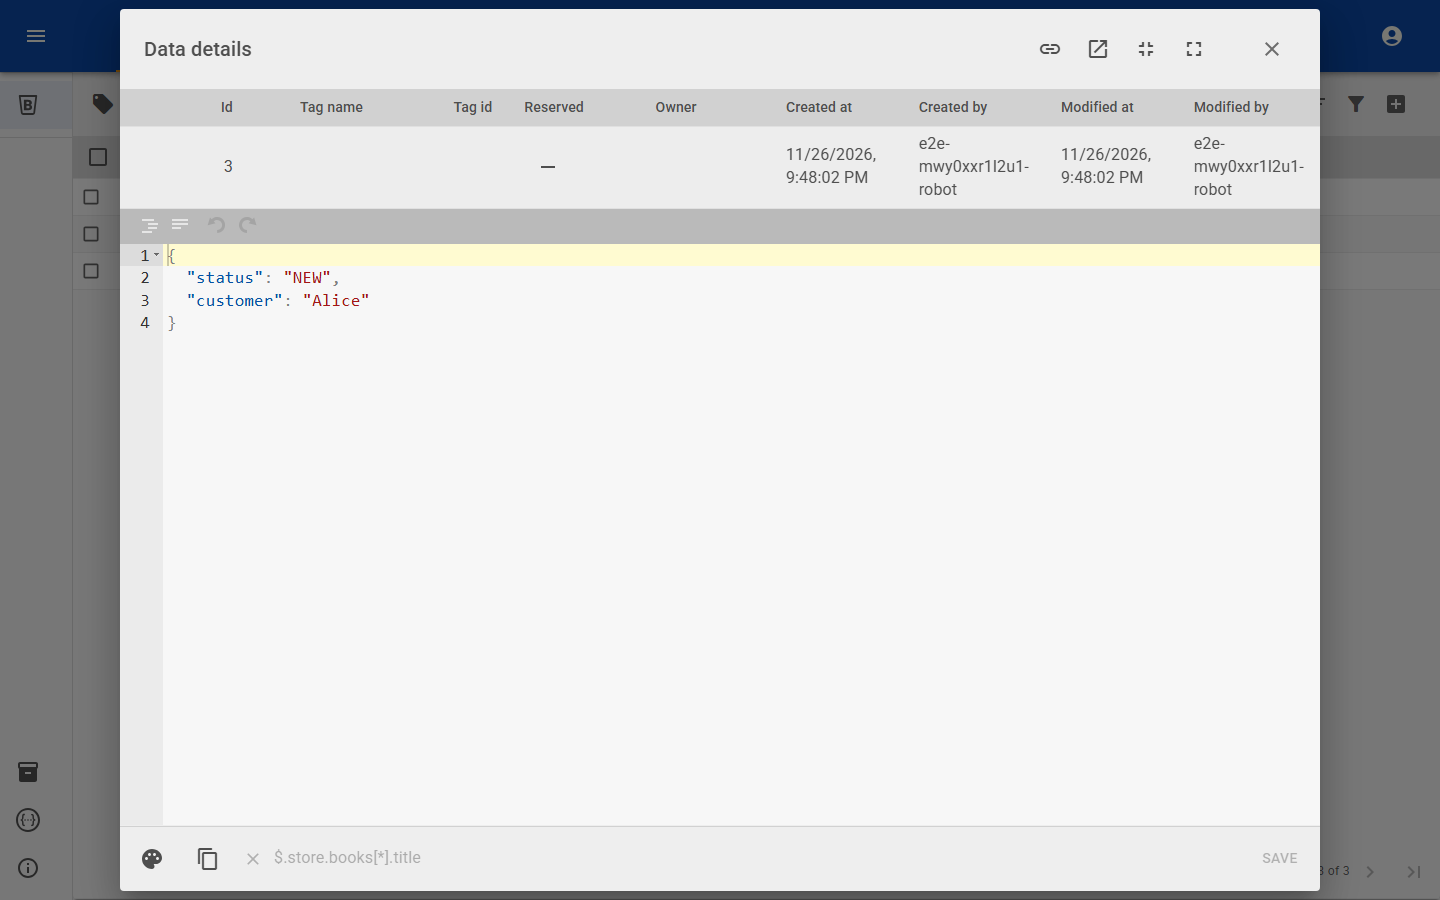 Data details
Id Tag name Tag id Reserved Owner Created at Created by Modified at Modified by
3 — 11/26/2026, 9:48:02 PM e2e-mwy0xxr1l2u1-robot 11/26/2026, 9:48:02 PM e2e-mwy0xxr1l2u1-robot
1 {
2 "status": "NEW",
3 "customer": "Alice"
4 }
$.store.books[*].title
SAVE
3 of 3